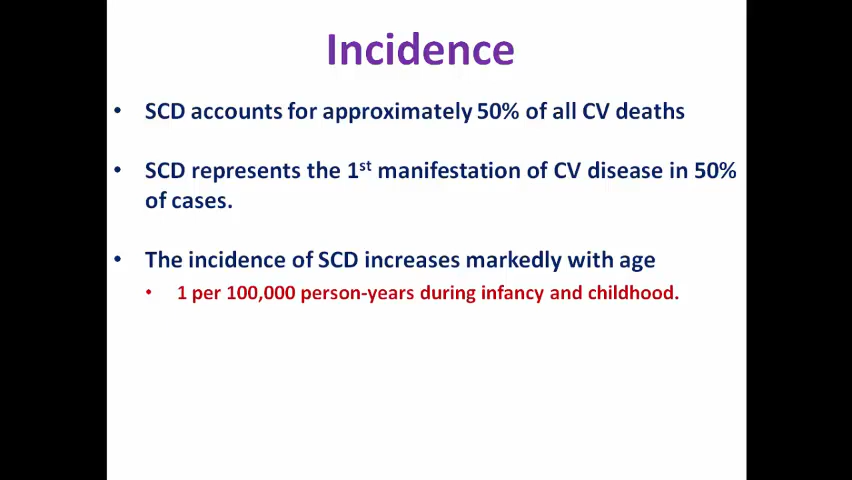 Incidence
• SCD accounts for approximately 50% of all CV deaths
• SCD represents the 1st manifestation of CV disease in 50%
of cases.
• The incidence of SCD increases markedly with age
• 1 per 100,000 person-years during infancy and childhood.